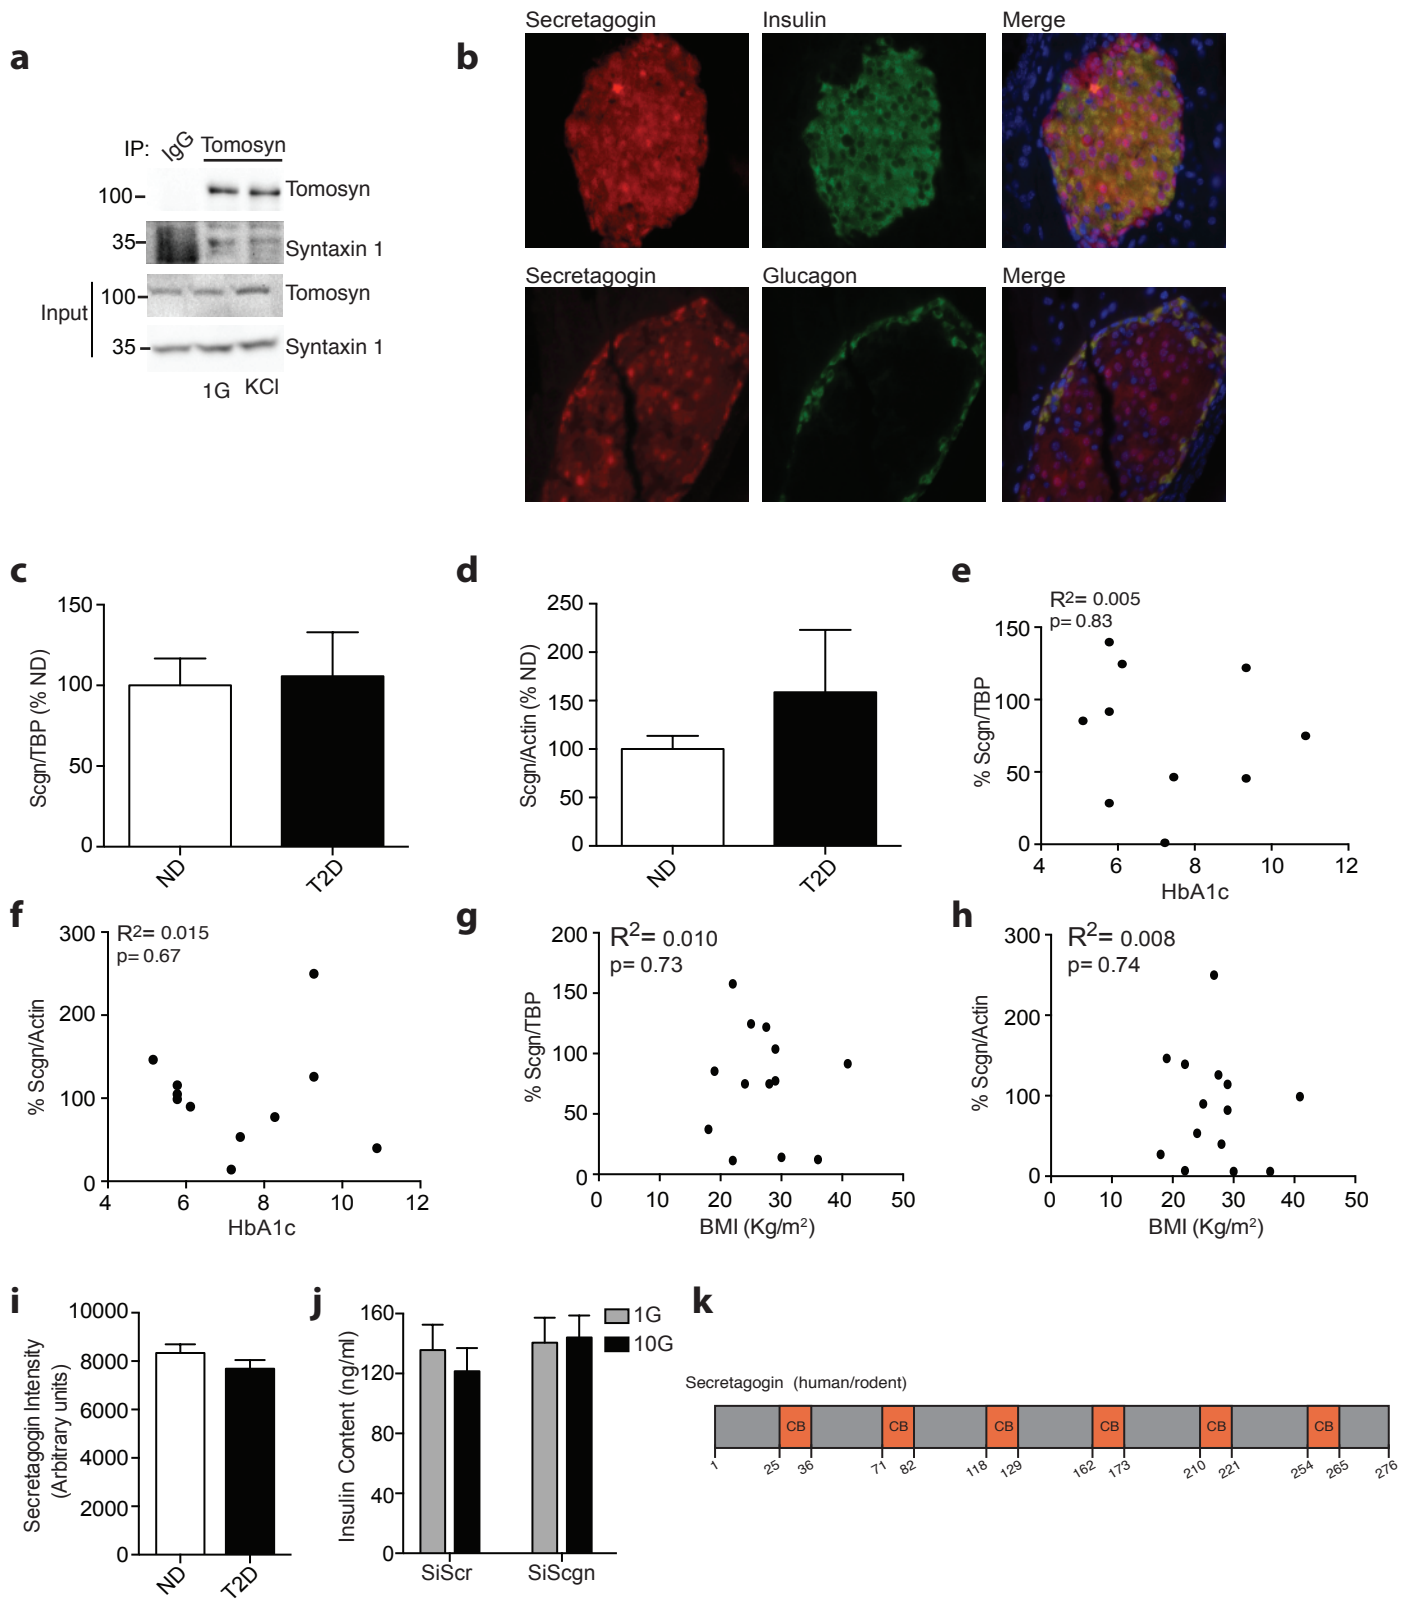 a
IP: IgG Tomosyn
100 Tomosyn
35 Syntaxin 1
Input 100 Tomosyn
35 Syntaxin 1
1G KCl
b
Secretagogin Insulin Merge
Secretagogin Glucagon Merge
c
Scgn/TBP (% ND)
150
100
50
0
ND T2D
d
Scgn/Actin (% ND)
250
200
150
100
50
0
ND T2D
e
R²= 0.005
p= 0.83
% Scgn/TBP
150
100
50
0
4 6 8 10 12
HbA1c
f
R²= 0.015
p= 0.67
% Scgn/Actin
300
200
100
0
4 6 8 10 12
HbA1c
g
R²= 0.010
p= 0.73
% Scgn/TBP
200
150
100
50
0
0 10 20 30 40 50
BMI (Kg/m²)
h
R²= 0.008
p= 0.74
% Scgn/Actin
300
200
100
0
0 10 20 30 40 50
BMI (Kg/m²)
i
Secretagogin Intensity
(Arbitrary units)
10000
8000
6000
4000
2000
0
ND T2D
j
Insulin Content (ng/ml)
160
120
80
40
0
SiScr SiScgn
1G
10G
k
Secretagogin (human/rodent)
CB CB CB CB CB CB
1 25 36 71 82 118 129 162 173 210 221 254 265 276